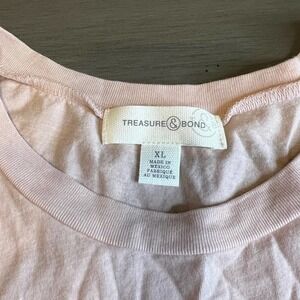 TREASURE & BOND
XL
MADE IN
MEXICO
FABRIQUÉ
AU MEXIQUE